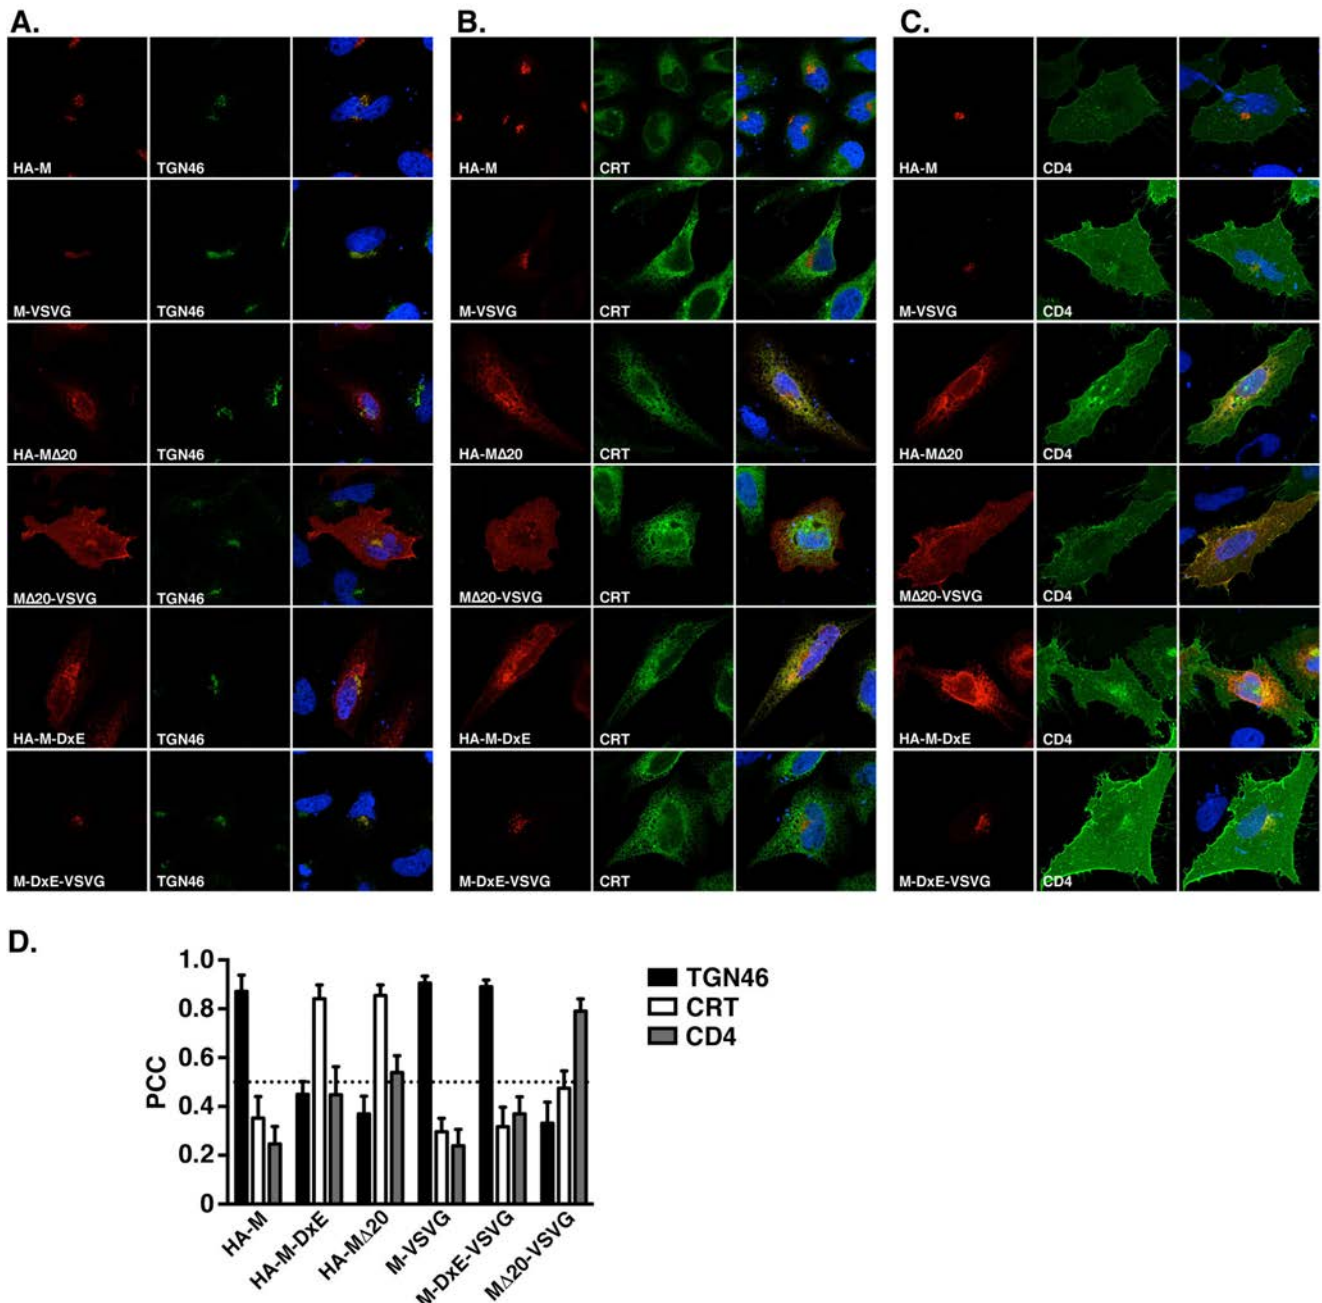 A. B. C.
HA-M TGN46 HA-M CRT HA-M CD4
M-VSVG TGN46 M-VSVG CRT M-VSVG CD4
HA-MΔ20 TGN46 HA-MΔ20 CRT HA-MΔ20 CD4
MΔ20-VSVG TGN46 MΔ20-VSVG CRT MΔ20-VSVG CD4
HA-M-DxE TGN46 HA-M-DxE CRT HA-M-DxE CD4
M-DxE-VSVG TGN46 M-DxE-VSVG CRT M-DxE-VSVG CD4
D.
PCC
1.0
0.8
0.6
0.4
0.2
0
HA-M
HA-M-DxE
HA-MΔ20
M-VSVG
M-DxE-VSVG
MΔ20-VSVG
TGN46
CRT
CD4